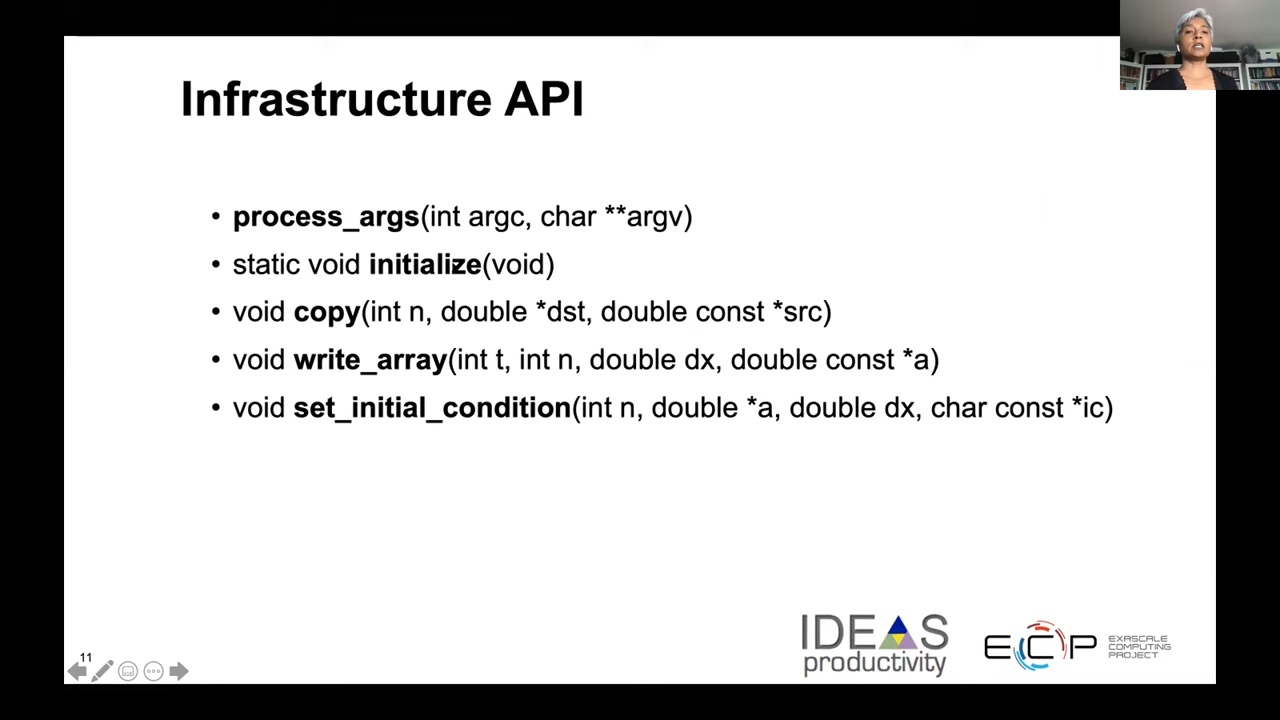 Infrastructure API
• process_args(int argc, char **argv)
• static void initialize(void)
• void copy(int n, double *dst, double const *src)
• void write_array(int t, int n, double dx, double const *a)
• void set_initial_condition(int n, double *a, double dx, char const *ic)
11
IDEAS
productivity
ECP
EXASCALE
COMPUTING
PROJECT